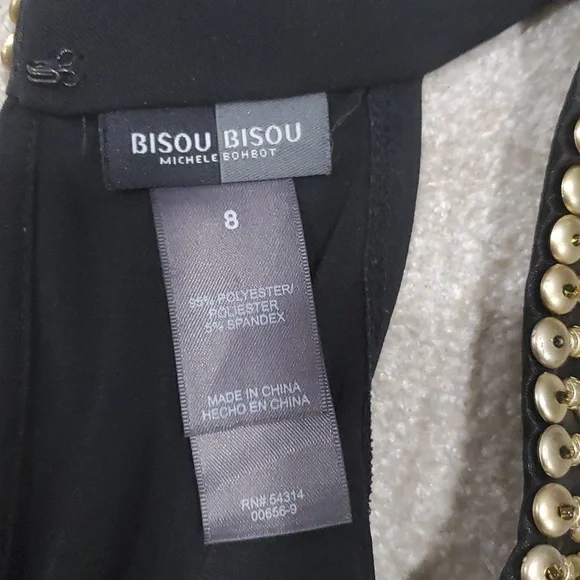 BISOU BISOU
MICHELE BOHBOT
8
95% POLYESTER/
POLIESTER
5% SPANDEX
MADE IN CHINA
HECHO EN CHINA
RN# 54314
00656-9